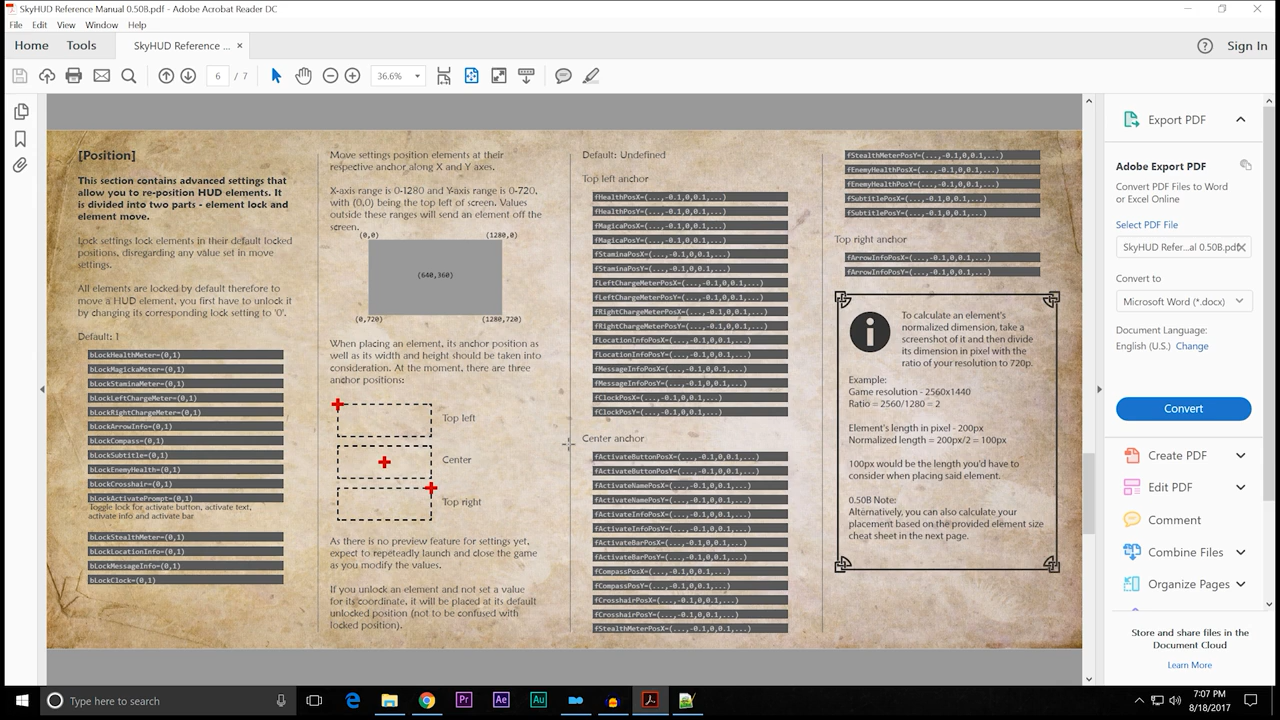 SkyHUD Reference Manual 0.50B.pdf - Adobe Acrobat Reader DC
File Edit View Window Help
Home Tools SkyHUD Reference ... × Sign In
6 / 7 36.6%
[Position]
This section contains advanced settings that
allow you to re-position HUD elements. It
is divided into two parts - element lock and
element move.
Lock settings lock elements in their default locked
positions, disregarding any value set in move
settings.
All elements are locked by default therefore to
move a HUD element, you first have to unlock it
by changing its corresponding lock setting to '0'.
Default: 1
bLockHealthMeter=(0,1)
bLockMagickaMeter=(0,1)
bLockStaminaMeter=(0,1)
bLockLeftChargeMeter=(0,1)
bLockRightChargeMeter=(0,1)
bLockArrowInfo=(0,1)
bLockCompass=(0,1)
bLockSubtitle=(0,1)
bLockEnemyHealth=(0,1)
bLockCrosshair=(0,1)
bLockActivatePrompt=(0,1)
Toggle lock for activate button, activate text,
activate info and activate bar
bLockStealthMeter=(0,1)
bLockLocationInfo=(0,1)
bLockMessageInfo=(0,1)
bLockClock=(0,1)
Move settings position elements at their
respective anchor along X and Y axes.
X-axis range is 0-1280 and Y-axis range is 0-720,
with (0,0) being the top left of screen. Values
outside these ranges will send an element off the
screen.
(0,0) (1280,0)
(640,360)
(0,720) (1280,720)
When placing an element, its anchor position as
well as its width and height should be taken into
consideration. At the moment, there are three
anchor positions:
Top left
Center
Top right
As there is no preview feature for settings yet,
expect to repeteadly launch and close the game
as you modify the values.
If you unlock an element and not set a value
for its coordinate, it will be placed at its default
unlocked position (not to be confused with
locked position).
Default: Undefined
Top left anchor
fHealthPosX=(...,-0.1,0,0.1,...)
fHealthPosY=(...,-0.1,0,0.1,...)
fMagicaPosX=(...,-0.1,0,0.1,...)
fMagicaPosY=(...,-0.1,0,0.1,...)
fStaminaPosX=(...,-0.1,0,0.1,...)
fStaminaPosY=(...,-0.1,0,0.1,...)
fLeftChargeMeterPosX=(...,-0.1,0,0.1,...)
fLeftChargeMeterPosY=(...,-0.1,0,0.1,...)
fRightChargeMeterPosX=(...,-0.1,0,0.1,...)
fRightChargeMeterPosY=(...,-0.1,0,0.1,...)
fLocationInfoPosX=(...,-0.1,0,0.1,...)
fLocationInfoPosY=(...,-0.1,0,0.1,...)
fMessageInfoPosX=(...,-0.1,0,0.1,...)
fMessageInfoPosY=(...,-0.1,0,0.1,...)
fClockPosX=(...,-0.1,0,0.1,...)
fClockPosY=(...,-0.1,0,0.1,...)
Center anchor
fActivateButtonPosX=(...,-0.1,0,0.1,...)
fActivateButtonPosY=(...,-0.1,0,0.1,...)
fActivateNamePosX=(...,-0.1,0,0.1,...)
fActivateNamePosY=(...,-0.1,0,0.1,...)
fActivateInfoPosX=(...,-0.1,0,0.1,...)
fActivateInfoPosY=(...,-0.1,0,0.1,...)
fActivateBarPosX=(...,-0.1,0,0.1,...)
fActivateBarPosY=(...,-0.1,0,0.1,...)
fCompassPosX=(...,-0.1,0,0.1,...)
fCompassPosY=(...,-0.1,0,0.1,...)
fCrosshairPosX=(...,-0.1,0,0.1,...)
fCrosshairPosY=(...,-0.1,0,0.1,...)
fStealthMeterPosX=(...,-0.1,0,0.1,...)
fStealthMeterPosY=(...,-0.1,0,0.1,...)
fEnemyHealthPosX=(...,-0.1,0,0.1,...)
fEnemyHealthPosY=(...,-0.1,0,0.1,...)
fSubtitlePosX=(...,-0.1,0,0.1,...)
fSubtitlePosY=(...,-0.1,0,0.1,...)
Top right anchor
fArrowInfoPosX=(...,-0.1,0,0.1,...)
fArrowInfoPosY=(...,-0.1,0,0.1,...)
To calculate an element's
normalized dimension, take a
screenshot of it and then divide
its dimension in pixel with the
ratio of your resolution to 720p.
Example:
Game resolution - 2560x1440
Ratio = 2560/1280 = 2
Element's length in pixel - 200px
Normalized length = 200px/2 = 100px
100px would be the length you'd have to
consider when placing said element.
0.50B Note:
Alternatively, you can also calculate your
placement based on the provided element size
cheat sheet in the next page.
Export PDF
Adobe Export PDF
Convert PDF Files to Word
or Excel Online
Select PDF File
SkyHUD Refer...al 0.50B.pdf
Convert to
Microsoft Word (*.docx)
Document Language:
English (U.S.) Change
Convert
Create PDF
Edit PDF
Comment
Combine Files
Organize Pages
Store and share files in the
Document Cloud
Learn More
Type here to search
Pr Ae Au
7:07 PM
8/18/2017